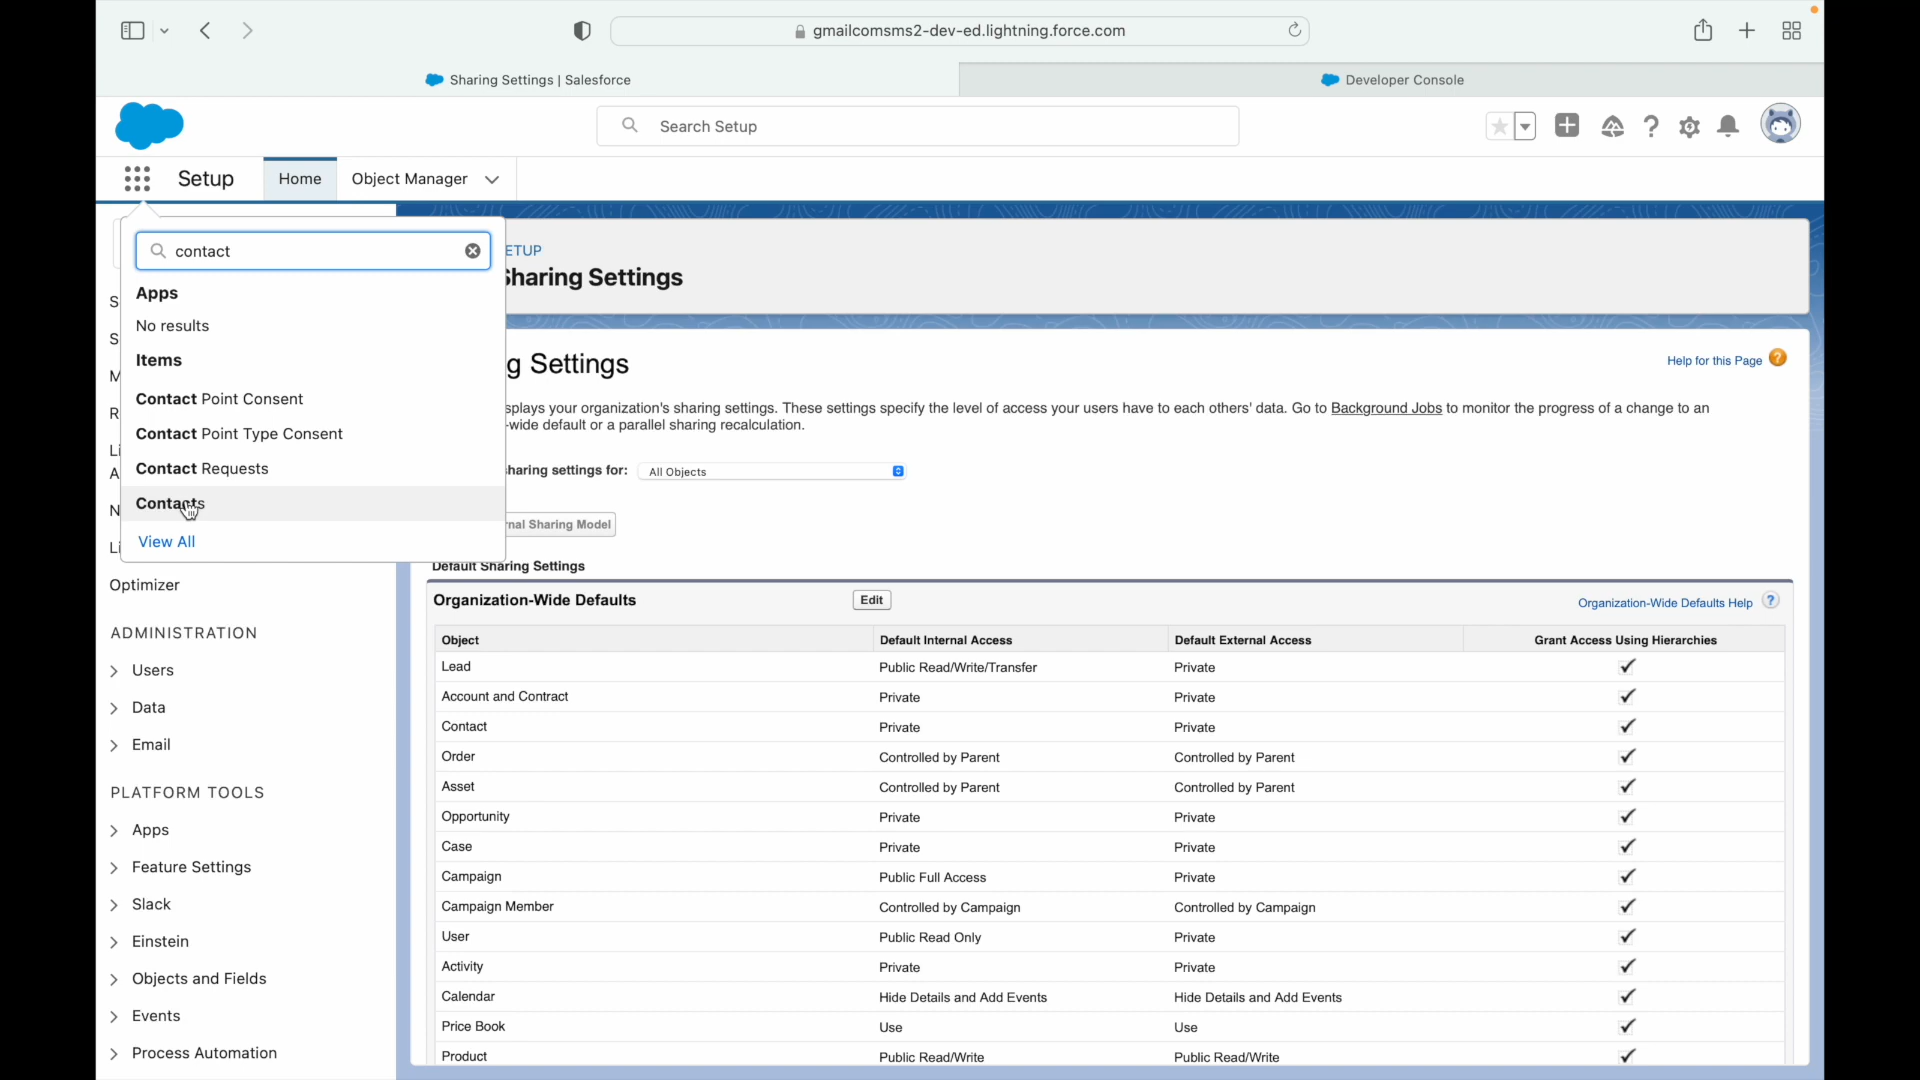 gmailcomsms2-dev-ed.lightning.force.com
Sharing Settings | Salesforce
Developer Console
Search Setup
Setup
Home
Object Manager
contact
Apps
No results
Items
Contact Point Consent
Contact Point Type Consent
Contact Requests
Contacts
View All
ETUP
Sharing Settings
g Settings
Help for this Page
splays your organization's sharing settings. These settings specify the level of access your users have to each others' data. Go to Background Jobs to monitor the progress of a change to an
-wide default or a parallel sharing recalculation.
sharing settings for: All Objects
rnal Sharing Model
Default Sharing Settings
Organization-Wide Defaults Edit Organization-Wide Defaults Help
Object Default Internal Access Default External Access Grant Access Using Hierarchies
Lead Public Read/Write/Transfer Private
Account and Contract Private Private
Contact Private Private
Order Controlled by Parent Controlled by Parent
Asset Controlled by Parent Controlled by Parent
Opportunity Private Private
Case Private Private
Campaign Public Full Access Private
Campaign Member Controlled by Campaign Controlled by Campaign
User Public Read Only Private
Activity Private Private
Calendar Hide Details and Add Events Hide Details and Add Events
Price Book Use Use
Product Public Read/Write Public Read/Write
Optimizer
ADMINISTRATION
Users
Data
Email
PLATFORM TOOLS
Apps
Feature Settings
Slack
Einstein
Objects and Fields
Events
Process Automation